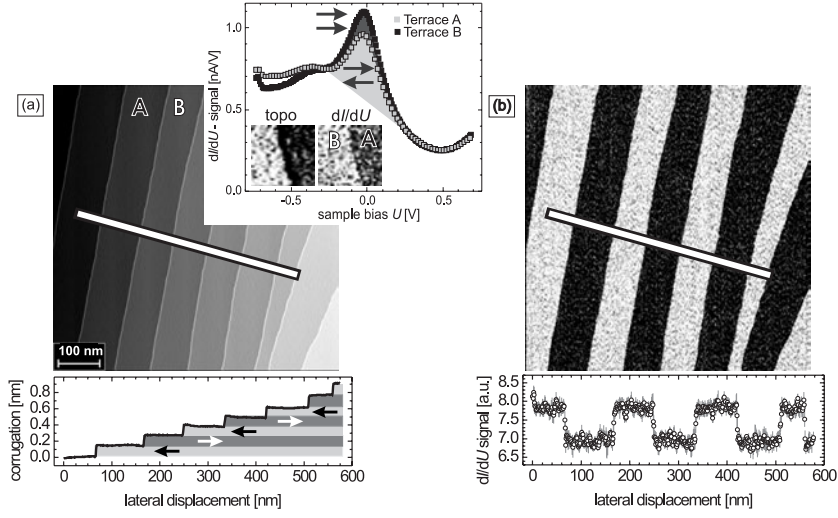 (a)
A
B
100 nm
corrugation [nm]
0.8
0.6
0.4
0.2
0.0
0 100 200 300 400 500 600
lateral displacement [nm]
dI/dU - signal [nA/V]
1.0
0.5
0.0
Terrace A
Terrace B
topo
dI/dU
B A
-0.5 0.0 0.5
sample bias U [V]
(b)
dI/dU signal [a.u.]
8.5
8.0
7.5
7.0
6.5
0 100 200 300 400 500 600
lateral displacement [nm]